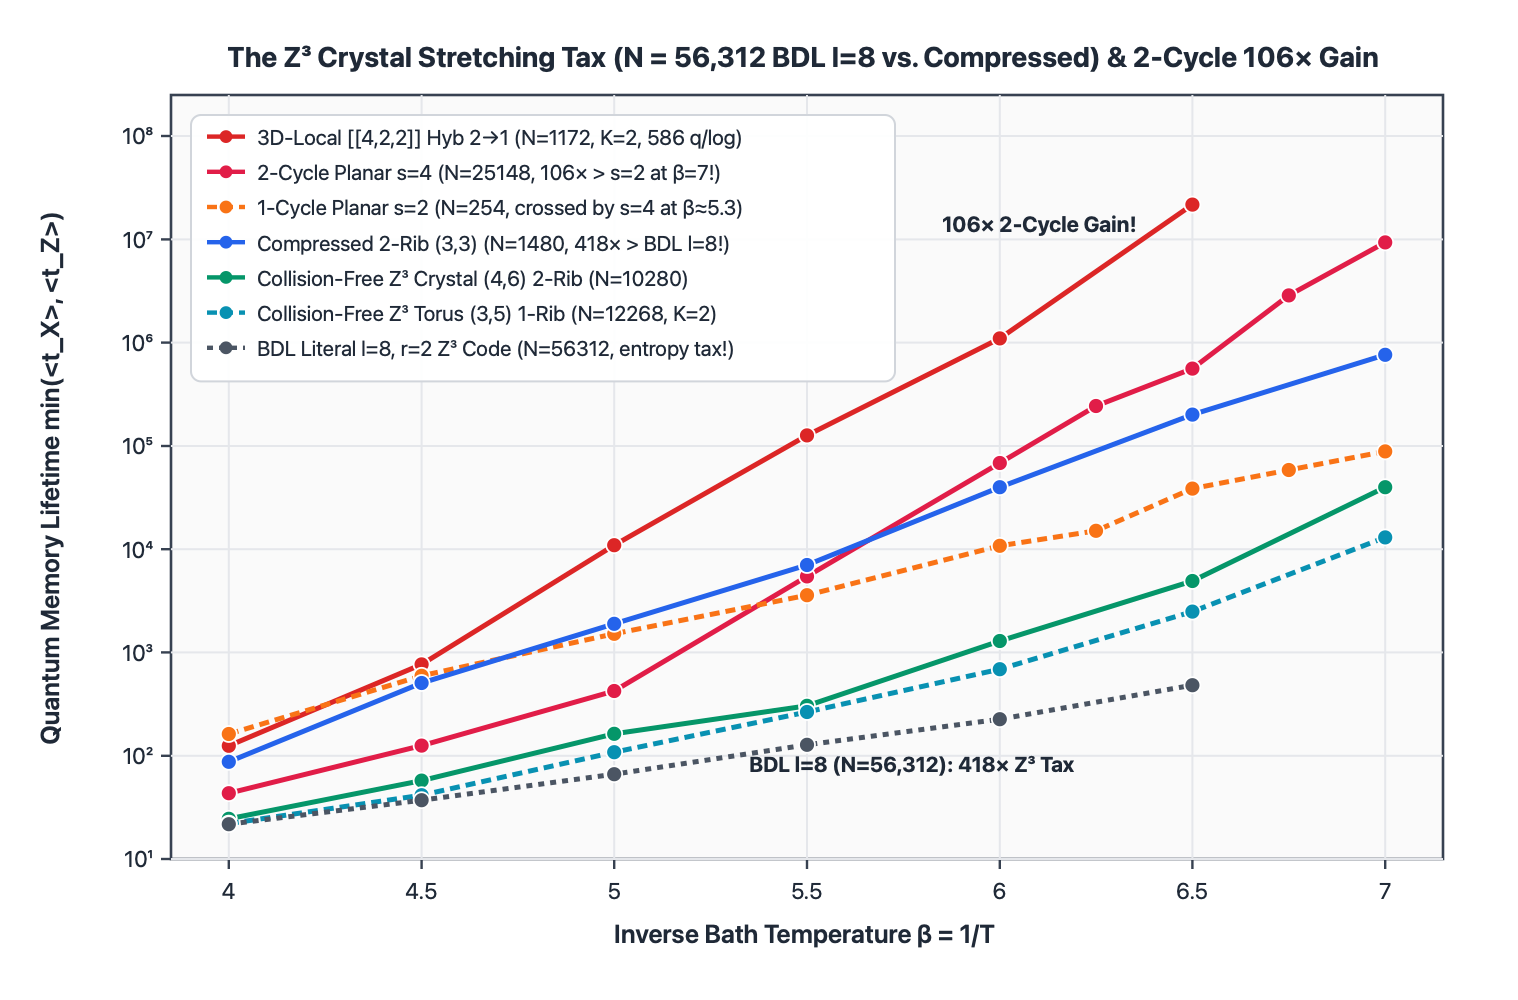 The Z³ Crystal Stretching Tax (N = 56,312 BDL l=8 vs. Compressed) & 2-Cycle 106× Gain
Quantum Memory Lifetime min(<t_X>, <t_Z>)
10⁸
10⁷
10⁶
10⁵
10⁴
10³
10²
10¹
3D-Local [[4,2,2]] Hyb 2→1 (N=1172, K=2, 586 q/log)
2-Cycle Planar s=4 (N=25148, 106× > s=2 at β=7!)
1-Cycle Planar s=2 (N=254, crossed by s=4 at β≈5.3)
Compressed 2-Rib (3,3) (N=1480, 418× > BDL l=8!)
Collision-Free Z³ Crystal (4,6) 2-Rib (N=10280)
Collision-Free Z³ Torus (3,5) 1-Rib (N=12268, K=2)
BDL Literal l=8, r=2 Z³ Code (N=56312, entropy tax!)
106× 2-Cycle Gain!
BDL l=8 (N=56,312): 418× Z³ Tax
4
4.5
5
5.5
6
6.5
7
Inverse Bath Temperature β = 1/T